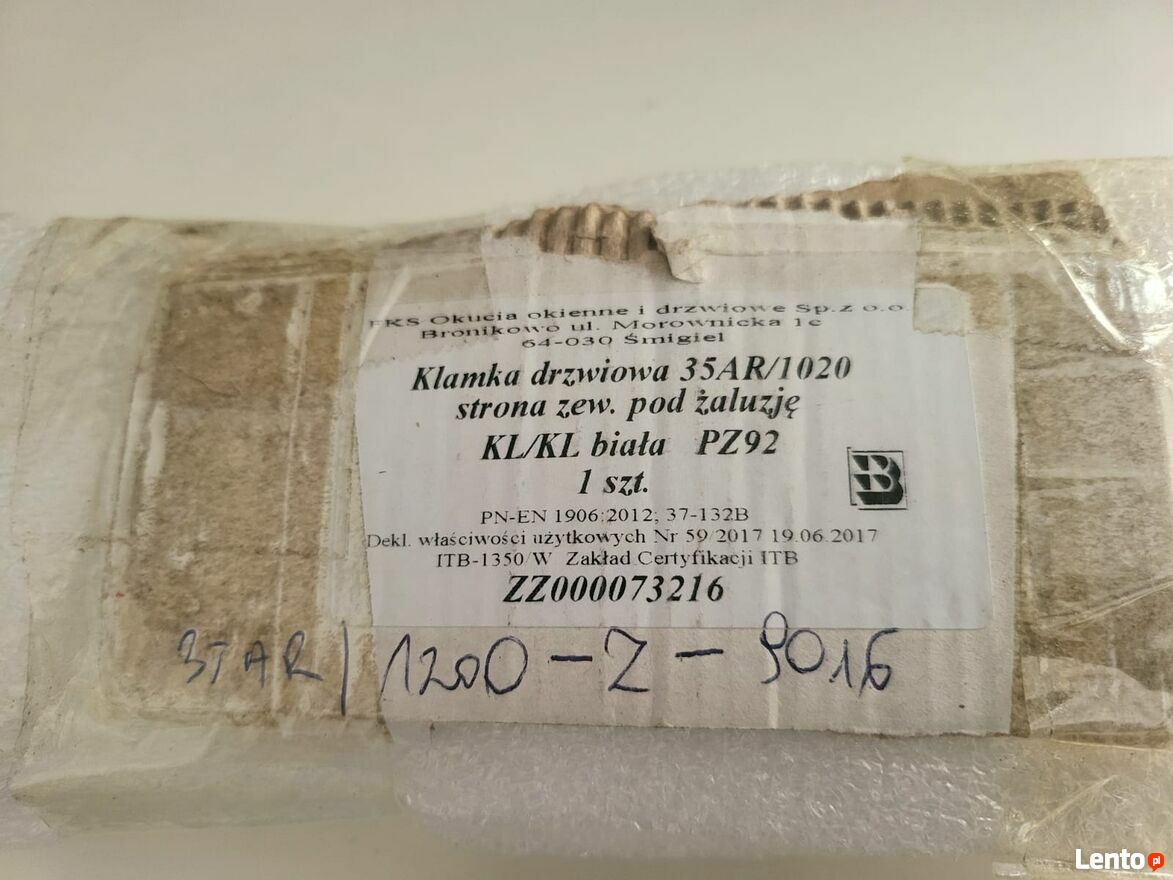 FKS Okucia okienne i drzwiowe Sp.z o.o
Bronikowo ul. Morownicka 1c
64-030 Śmigiel
Klamka drzwiowa 35AR/1020
strona zew. pod żaluzję
KL/KL biała PZ92
1 szt.
B
PN-EN 1906:2012; 37-132B
Dekl. właściwości użytkowych Nr 59/2017 19.06.2017
ITB-1350/W Zakład Certyfikacji ITB
ZZ000073216
/1200-Z-9016
Lento.pl